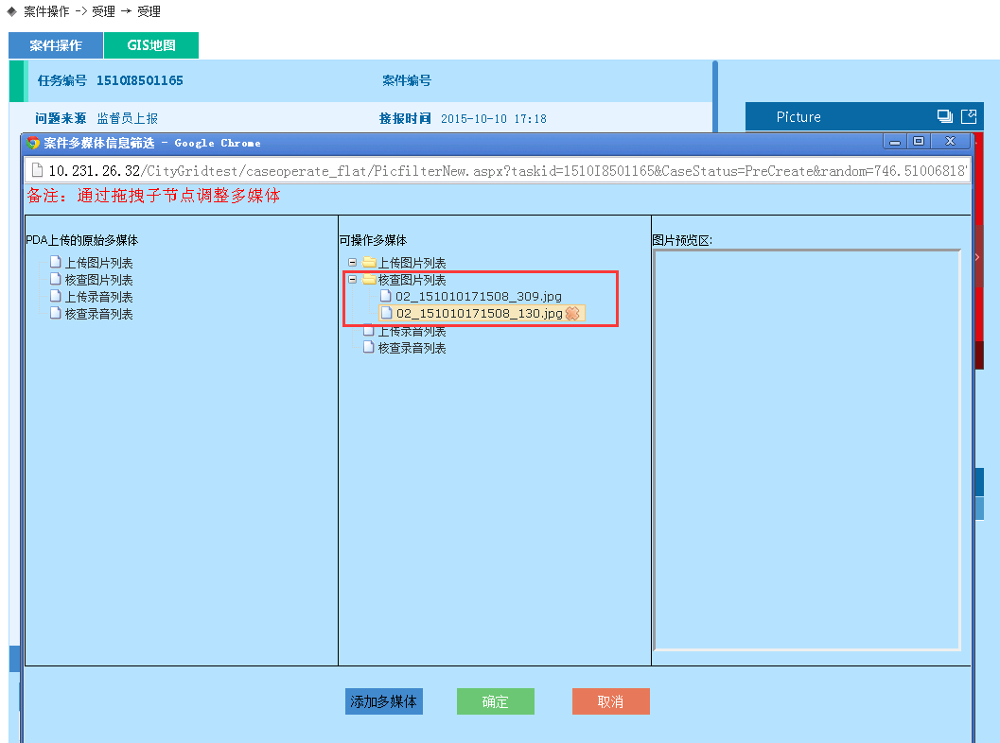 案件操作 -> 受理 → 受理
案件操作
GIS地图
任务编号 1510I8501165
案件编号
问题来源 监督员上报
接报时间 2015-10-10 17:18
Picture
案件多媒体信息筛选 - Google Chrome
10.231.26.32/CityGridtest/caseoperate_flat/PicfilterNew.aspx?taskid=1510I8501165&CaseStatus=PreCreate&random=746.51006818
备注: 通过拖拽子节点调整多媒体
PDA上传的原始多媒体
上传图片列表
核查图片列表
上传录音列表
核查录音列表
可操作多媒体
上传图片列表
核查图片列表
02_151010171508_309.jpg
02_151010171508_130.jpg
上传录音列表
核查录音列表
图片预览区:
添加多媒体
确定
取消